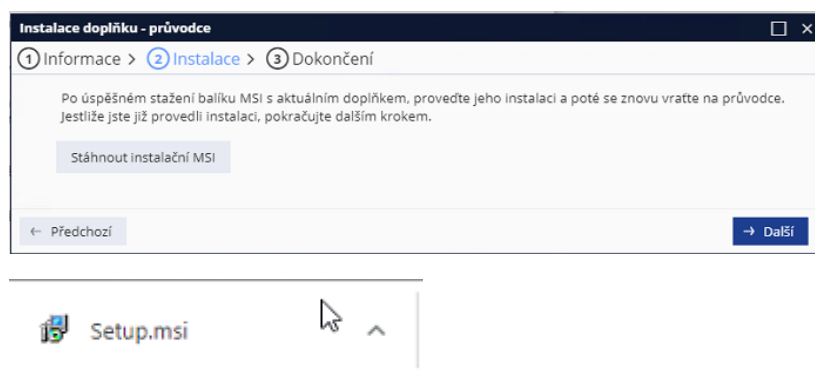 Instalace doplňku - průvodce
1 Informace > 2 Instalace > 3 Dokončení
Po úspěšném stažení balíku MSI s aktuálním doplňkem, proveďte jeho instalaci a poté se znovu vraťte na průvodce.
Jestliže jste již provedli instalaci, pokračujte dalším krokem.
Stáhnout instalační MSI
← Předchozí
→ Další
Setup.msi